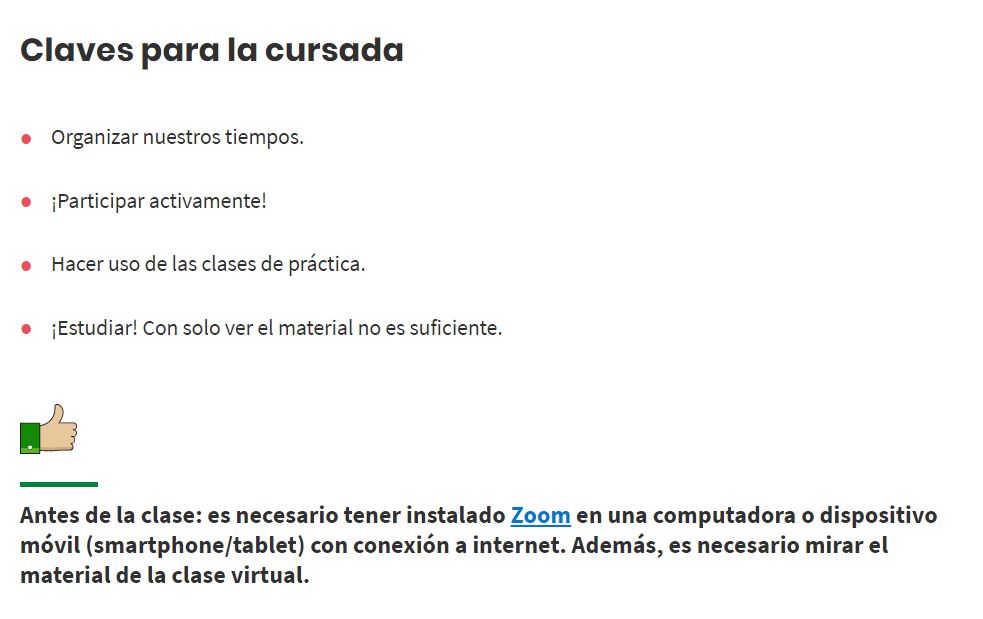 Claves para la cursada
Organizar nuestros tiempos.
¡Participar activamente!
Hacer uso de las clases de práctica.
¡Estudiar! Con solo ver el material no es suficiente.
Antes de la clase: es necesario tener instalado Zoom en una computadora o dispositivo
móvil (smartphone/tablet) con conexión a internet. Además, es necesario mirar el
material de la clase virtual.